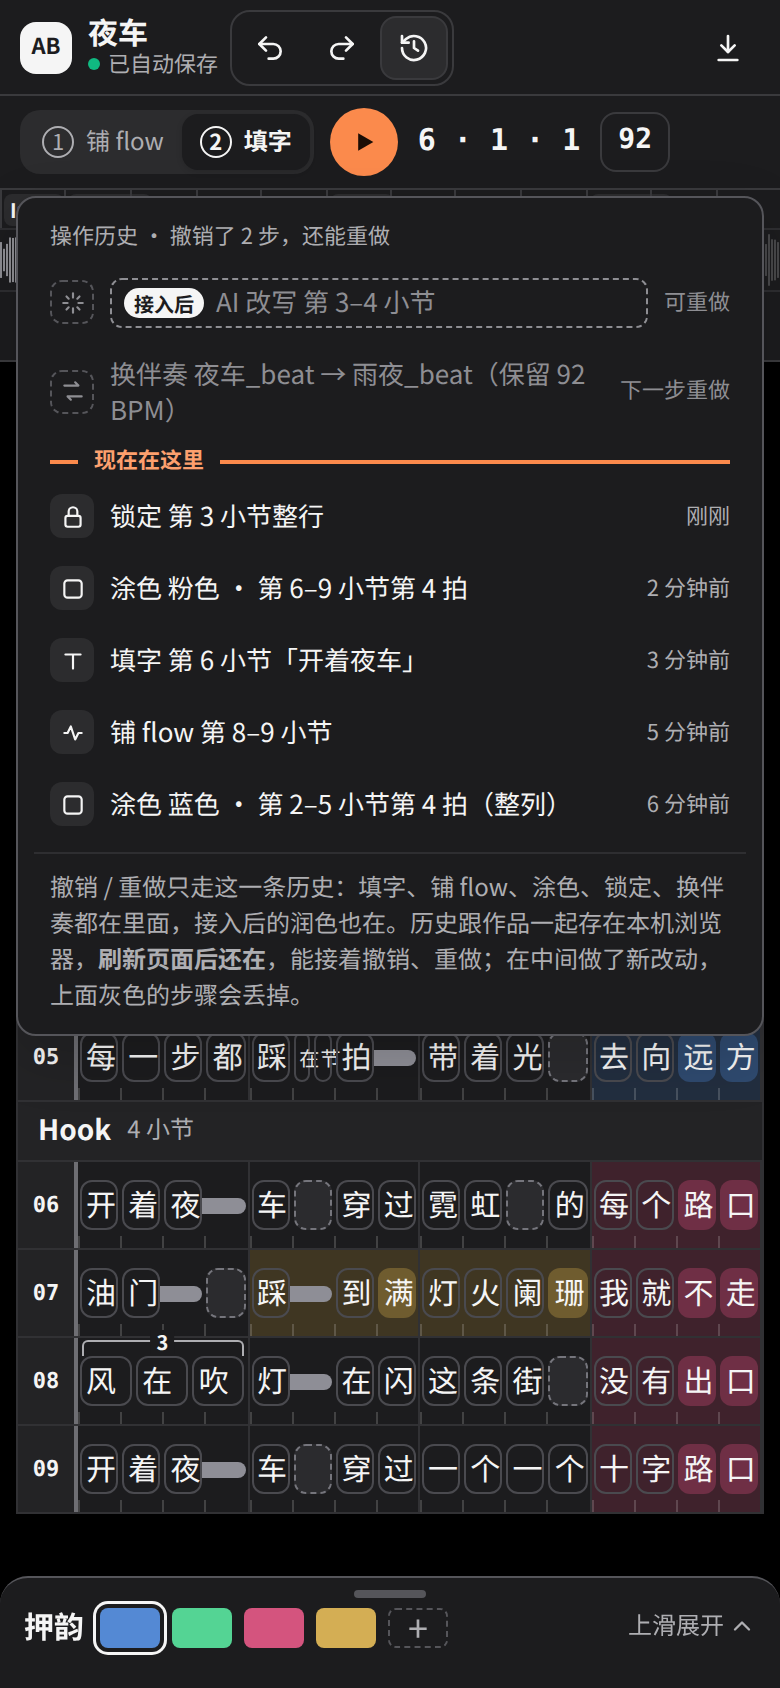 AB 夜车
已自动保存
1 铺 flow 2 填字 6 · 1 · 1 92
操作历史 · 撤销了 2 步，还能重做
接入后 AI 改写 第 3–4 小节 可重做
换伴奏 夜车_beat → 雨夜_beat（保留 92
BPM） 下一步重做
现在在这里
锁定 第 3 小节整行 刚刚
涂色 粉色 · 第 6–9 小节第 4 拍 2 分钟前
填字 第 6 小节「开着夜车」 3 分钟前
铺 flow 第 8–9 小节 5 分钟前
涂色 蓝色 · 第 2–5 小节第 4 拍（整列） 6 分钟前
撤销 / 重做只走这一条历史：填字、铺 flow、涂色、锁定、换伴
奏都在里面，接入后的润色也在。历史跟作品一起存在本机浏览
器，刷新页面后还在，能接着撤销、重做；在中间做了新改动，
上面灰色的步骤会丢掉。
05 每一步都 踩在节拍 带着光 去向远方
Hook 4 小节
06 开着夜 车 穿过 霓虹 的 每个路口
07 油门 踩 到满 灯火阑珊 我就不走
3
08 风在吹 灯 在闪 这条街 没有出口
09 开着夜 车 穿过 一个一个 十字路口
押韵 + 上滑展开